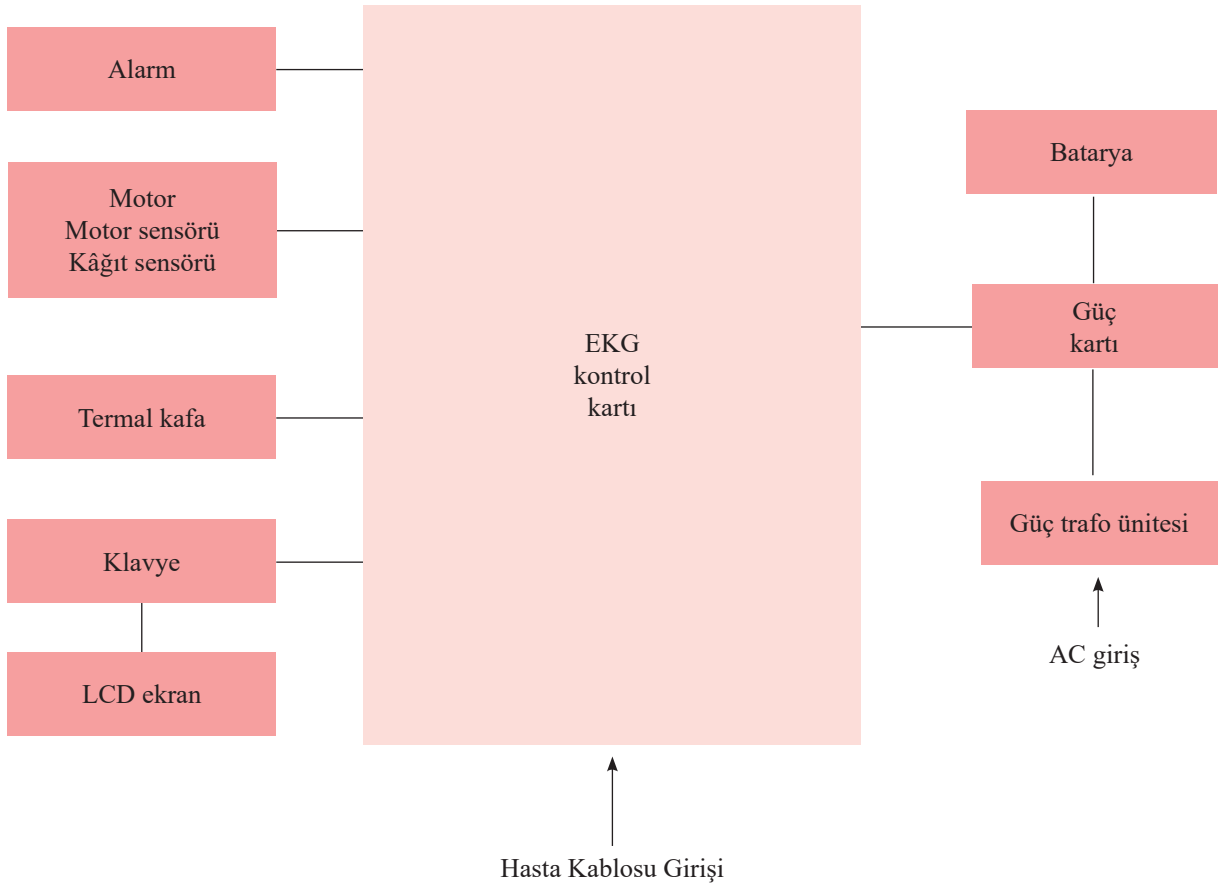 Alarm
Motor
Motor sensörü
Kâğıt sensörü
Termal kafa
Klavye
LCD ekran
EKG
kontrol
kartı
Hasta Kablosu Girişi
Batarya
Güç
kartı
Güç trafo ünitesi
AC giriş